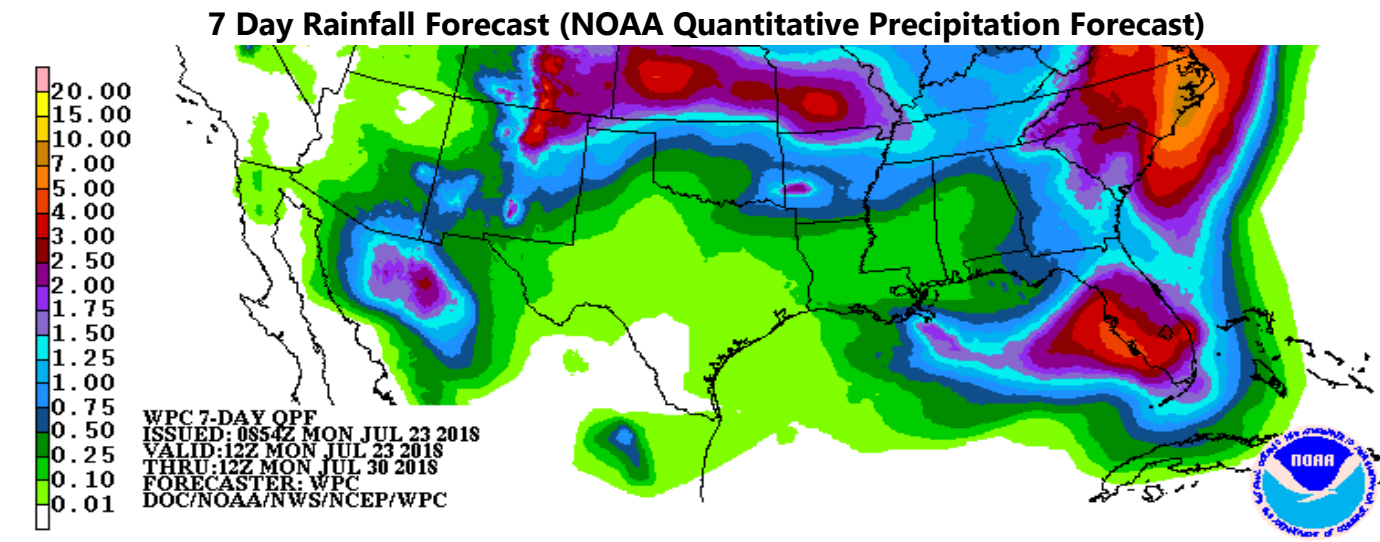 7 Day Rainfall Forecast (NOAA Quantitative Precipitation Forecast)
20.00
15.00
10.00
7.00
5.00
4.00
3.00
2.50
2.00
1.75
1.50
1.25
1.00
0.75
0.50
0.25
0.10
0.01
WPC 7-DAY QPF
ISSUED: 0854Z MON JUL 23 2018
VALID:12Z MON JUL 23 2018
THRU:12Z MON JUL 30 2018
FORECASTER: WPC
DOC/NOAA/NWS/NCEP/WPC
NOAA